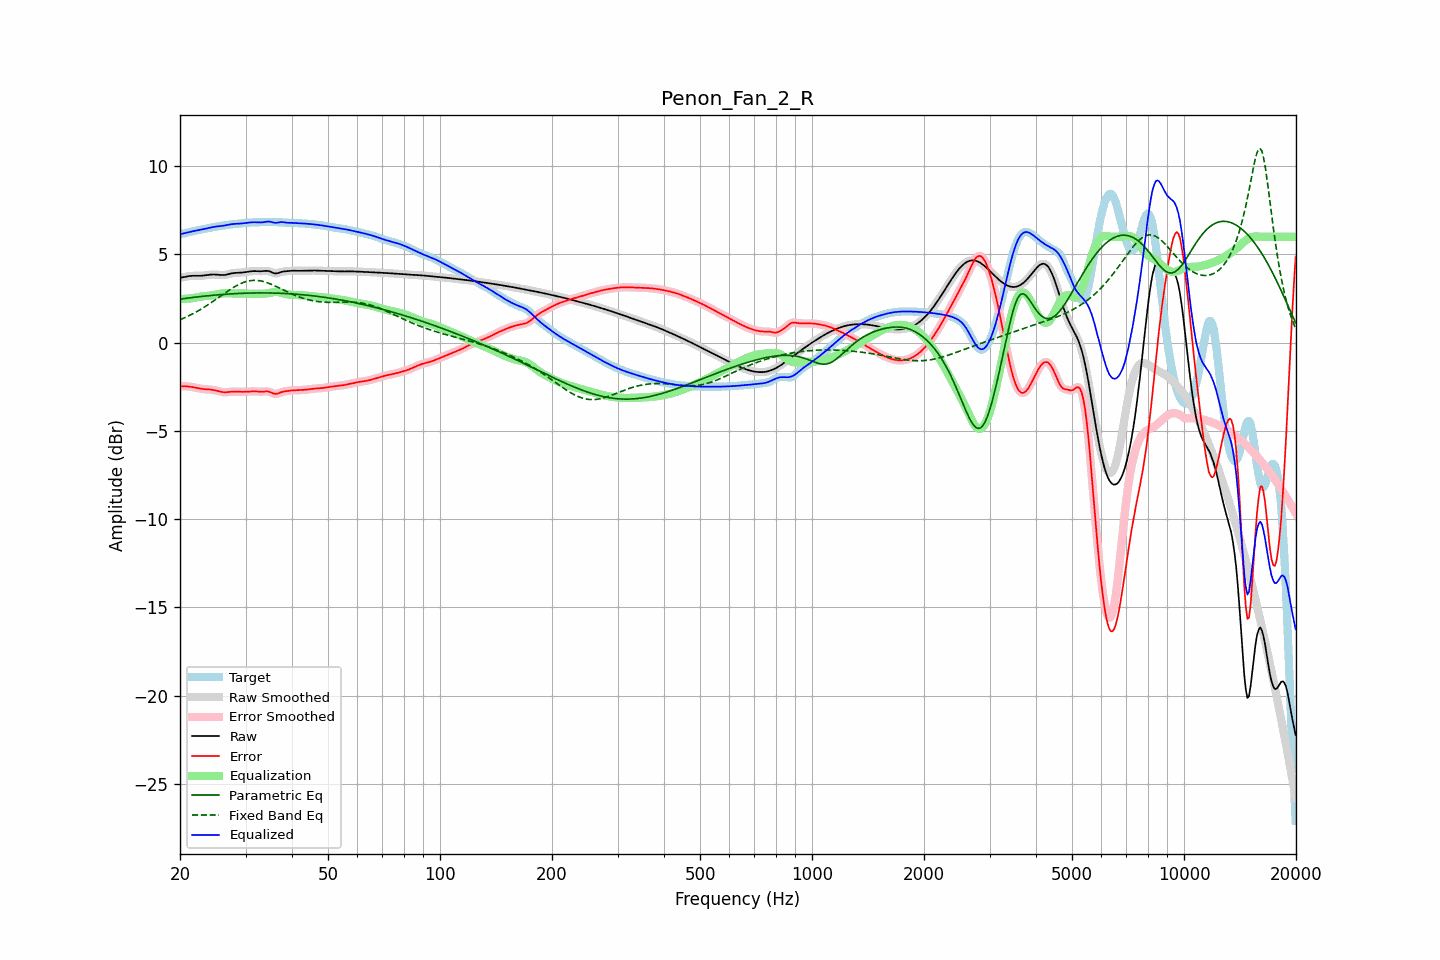 Penon_Fan_2_R
10
5
0
−5
−10
−15
−20
−25
Amplitude (dBr)
Target
Raw Smoothed
Error Smoothed
Raw
Error
Equalization
Parametric Eq
Fixed Band Eq
Equalized
20 50 100 200 500 1000 2000 5000 10000 20000
Frequency (Hz)